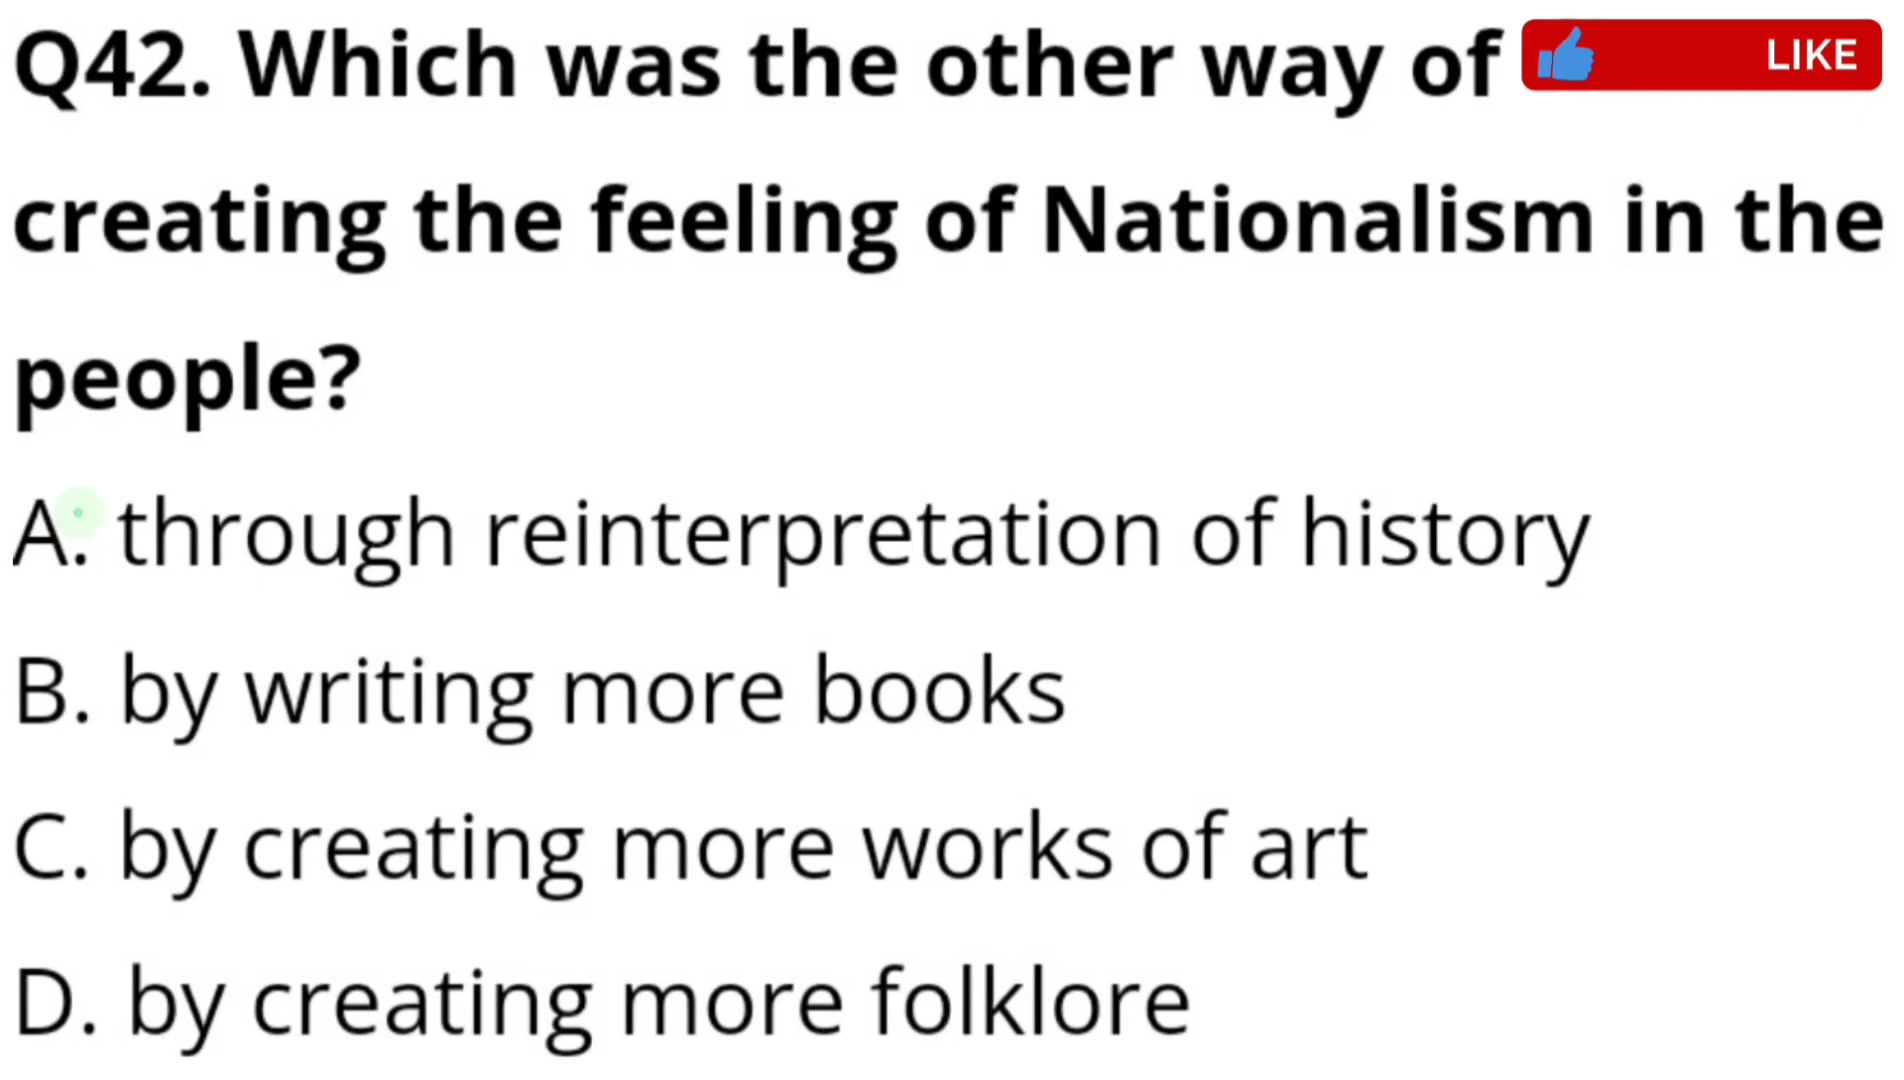 Q42. Which was the other way of LIKE
creating the feeling of Nationalism in the
people?
A. through reinterpretation of history
B. by writing more books
C. by creating more works of art
D. by creating more folklore